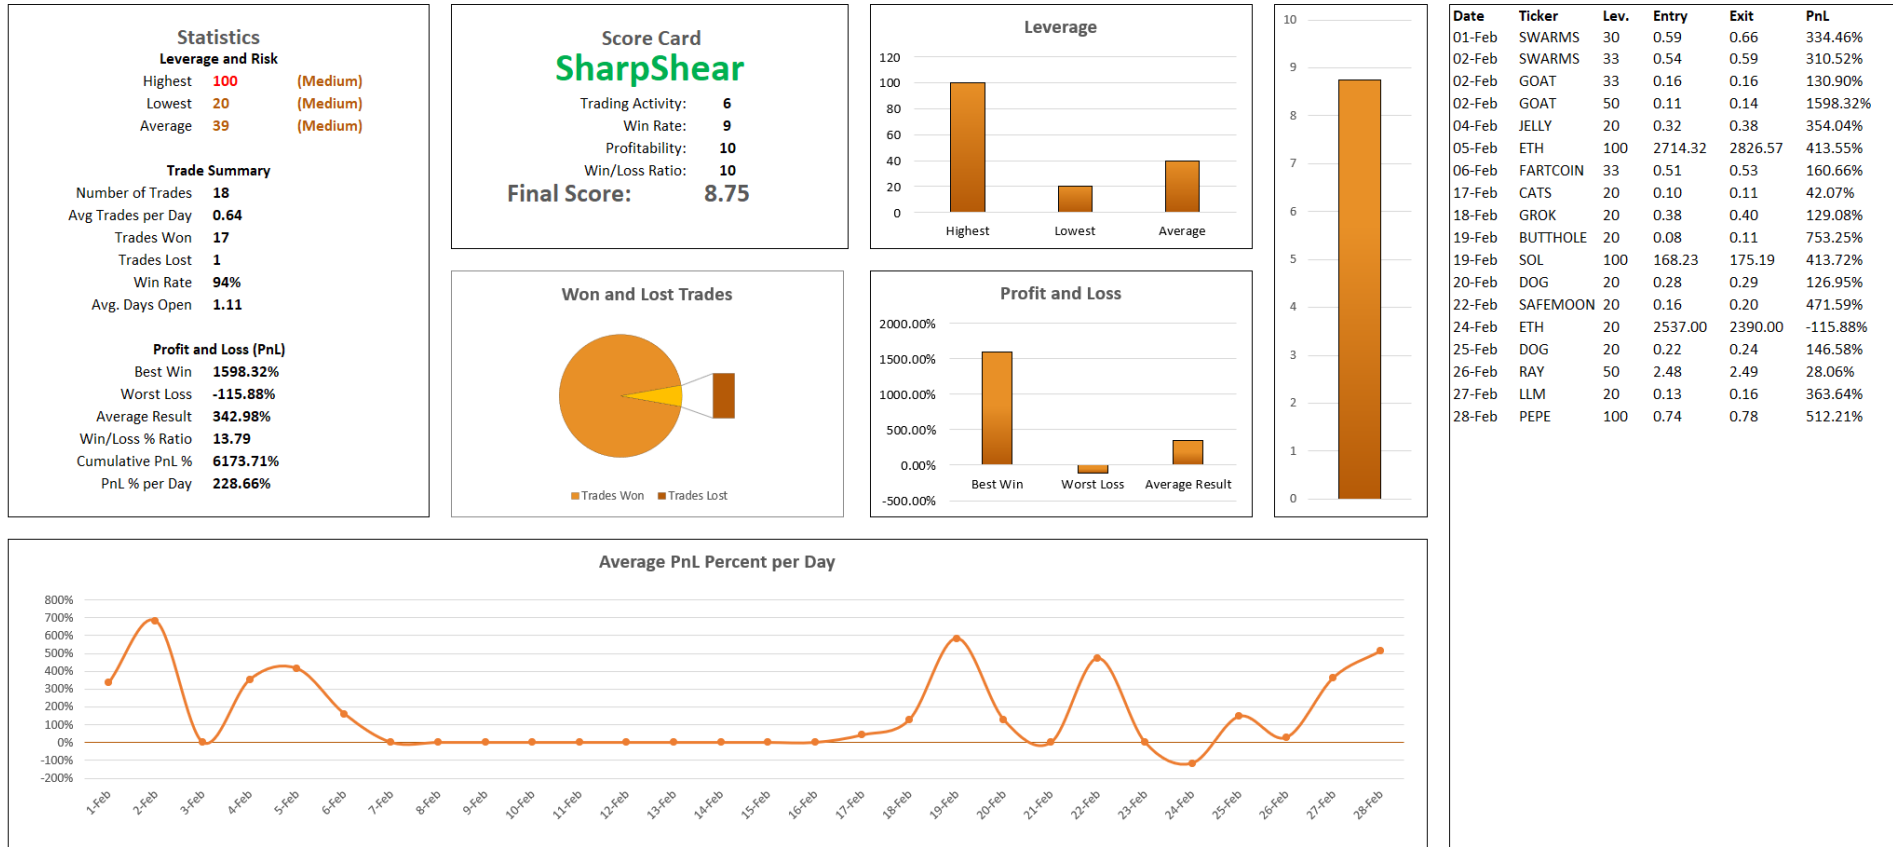 Statistics
Leverage and Risk
Highest 100 (Medium)
Lowest 20 (Medium)
Average 39 (Medium)
Trade Summary
Number of Trades 18
Avg Trades per Day 0.64
Trades Won 17
Trades Lost 1
Win Rate 94%
Avg. Days Open 1.11
Profit and Loss (PnL)
Best Win 1598.32%
Worst Loss -115.88%
Average Result 342.98%
Win/Loss % Ratio 13.79
Cumulative PnL % 6173.71%
PnL % per Day 228.66%
Score Card
SharpShear
Trading Activity: 6
Win Rate: 9
Profitability: 10
Win/Loss Ratio: 10
Final Score: 8.75
Won and Lost Trades
Trades Won Trades Lost
Leverage
120
100
80
60
40
20
0
Highest Lowest Average
Profit and Loss
2000.00%
1500.00%
1000.00%
500.00%
0.00%
-500.00%
Best Win Worst Loss Average Result
10
9
8
7
6
5
4
3
2
1
0
Date Ticker Lev. Entry Exit PnL
01-Feb SWARMS 30 0.59 0.66 334.46%
02-Feb SWARMS 33 0.54 0.59 310.52%
02-Feb GOAT 33 0.16 0.16 130.90%
02-Feb GOAT 50 0.11 0.14 1598.32%
04-Feb JELLY 20 0.32 0.38 354.04%
05-Feb ETH 100 2714.32 2826.57 413.55%
06-Feb FARTCOIN 33 0.51 0.53 160.66%
17-Feb CATS 20 0.10 0.11 42.07%
18-Feb GROK 20 0.38 0.40 129.08%
19-Feb BUTTHOLE 20 0.08 0.11 753.25%
19-Feb SOL 100 168.23 175.19 413.72%
20-Feb DOG 20 0.28 0.29 126.95%
22-Feb SAFEMOON 20 0.16 0.20 471.59%
24-Feb ETH 20 2537.00 2390.00 -115.88%
25-Feb DOG 20 0.22 0.24 146.58%
26-Feb RAY 50 2.48 2.49 28.06%
27-Feb LLM 20 0.13 0.16 363.64%
28-Feb PEPE 100 0.74 0.78 512.21%
Average PnL Percent per Day
800%
700%
600%
500%
400%
300%
200%
100%
0%
-100%
-200%
1-Feb 2-Feb 3-Feb 4-Feb 5-Feb 6-Feb 7-Feb 8-Feb 9-Feb 10-Feb 11-Feb 12-Feb 13-Feb 14-Feb 15-Feb 16-Feb 17-Feb 18-Feb 19-Feb 20-Feb 21-Feb 22-Feb 23-Feb 24-Feb 25-Feb 26-Feb 27-Feb 28-Feb